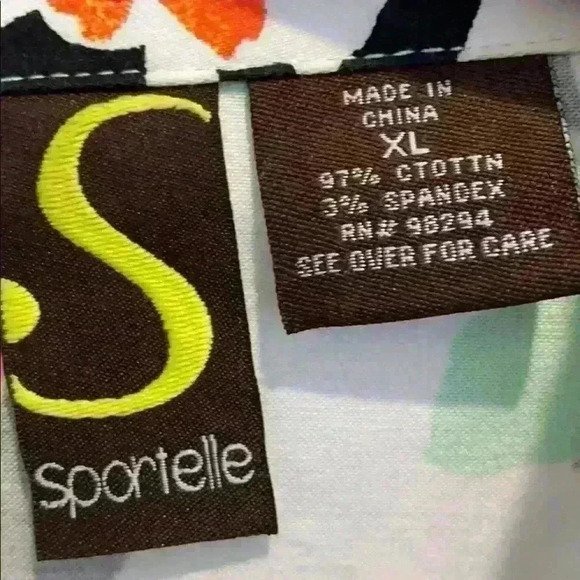 S
sportelle
MADE IN
CHINA
XL
97% CTOTTN
3% SPANDEX
RN# 98294
SEE OVER FOR CARE